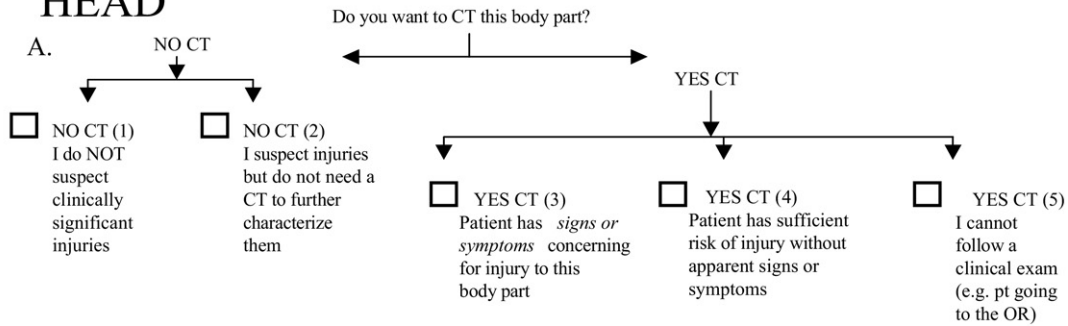 HEAD
Do you want to CT this body part?
A.
NO CT
YES CT
NO CT (1)
I do NOT
suspect
clinically
significant
injuries
NO CT (2)
I suspect injuries
but do not need a
CT to further
characterize
them
YES CT (3)
Patient has signs or
symptoms concerning
for injury to this
body part
YES CT (4)
Patient has sufficient
risk of injury without
apparent signs or
symptoms
YES CT (5)
I cannot
follow a
clinical exam
(e.g. pt going
to the OR)